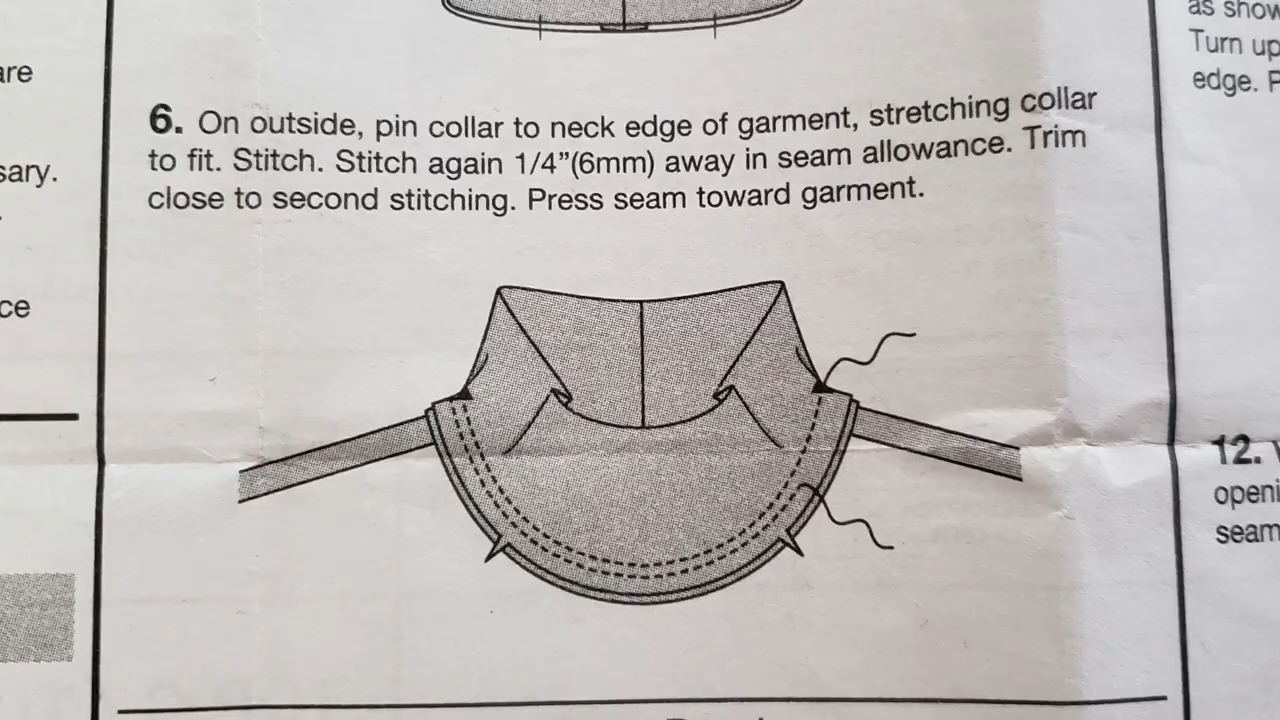 are
sary.
ce
6. On outside, pin collar to neck edge of garment, stretching collar
to fit. Stitch. Stitch again 1/4”(6mm) away in seam allowance. Trim
close to second stitching. Press seam toward garment.
as show
Turn up
edge. P
12.
openi
seam